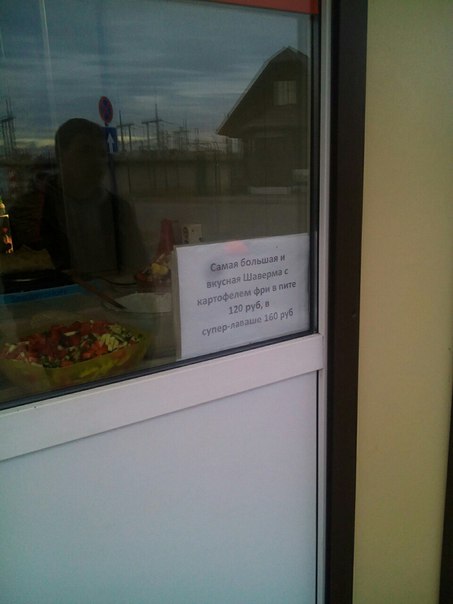 Самая большая и
вкусная Шаверма с
картофелем фри в пите
120 руб, в
супер-лаваше 160 руб